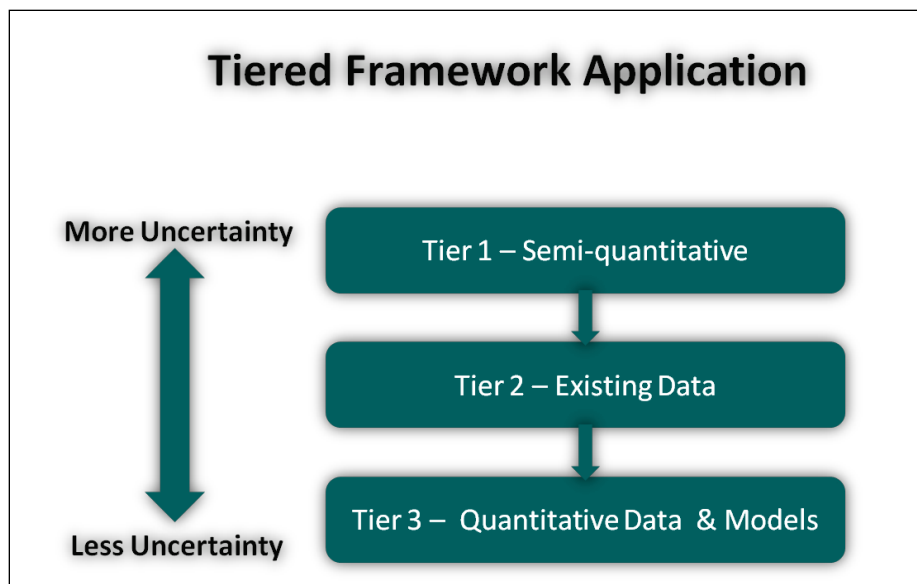 Tiered Framework Application
More Uncertainty
Tier 1 – Semi-quantitative
Tier 2 – Existing Data
Tier 3 – Quantitative Data & Models
Less Uncertainty